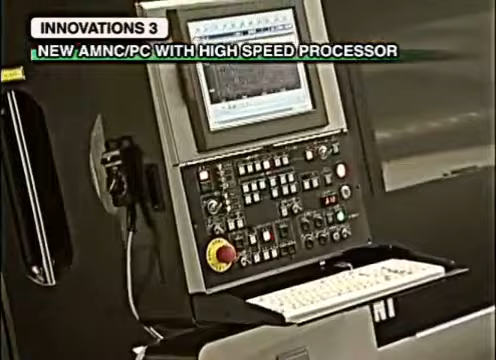 INNOVATIONS 3
NEW AMNC/PC WITH HIGH SPEED PROCESSOR